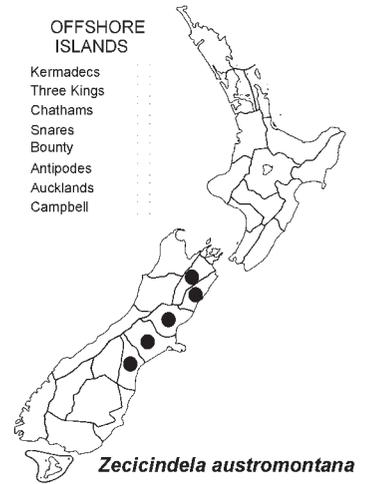 OFFSHORE
ISLANDS
Kermadecs
Three Kings
Chathams
Snares
Bounty
Antipodes
Aucklands
Campbell
Zecicindela austromontana